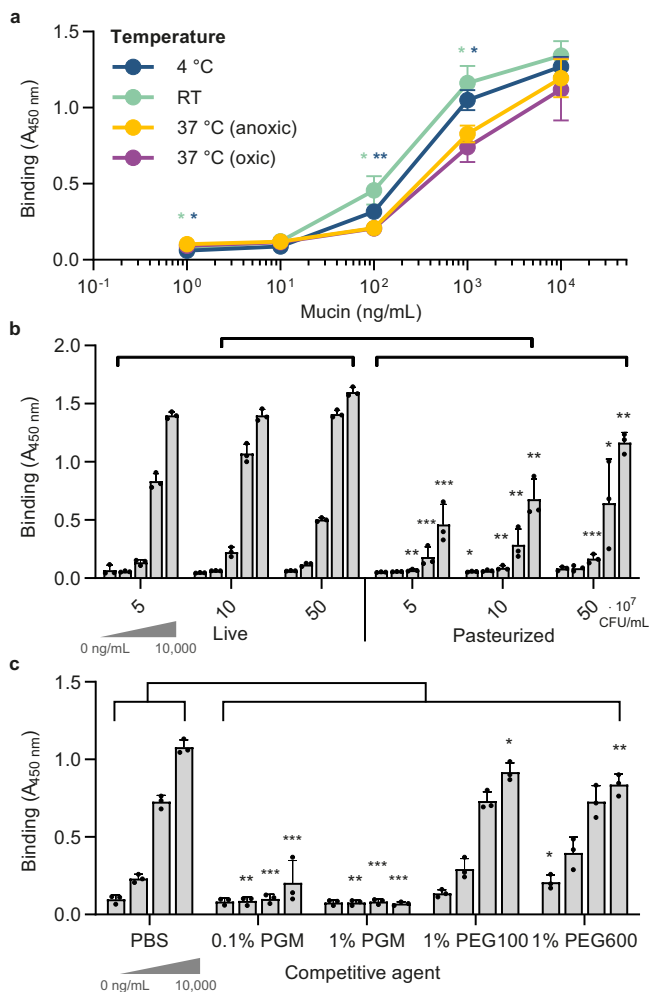 a
Temperature
4 °C
RT
37 °C (anoxic)
37 °C (oxic)
* *
* **
* *
Binding (A450 nm)
1.5
1.0
0.5
0.0
10-1 100 101 102 103 104
Mucin (ng/mL)
b
Binding (A450 nm)
2.0
1.5
1.0
0.5
0.0
** *** *** * ** ** ** *** * **
5 10 50 5 10 50 · 10⁷ CFU/mL
0 ng/mL 10,000
Live Pasteurized
c
Binding (A450 nm)
1.5
1.0
0.5
0.0
** *** *** ** *** *** * * **
PBS 0.1% PGM 1% PGM 1% PEG100 1% PEG600
0 ng/mL 10,000
Competitive agent